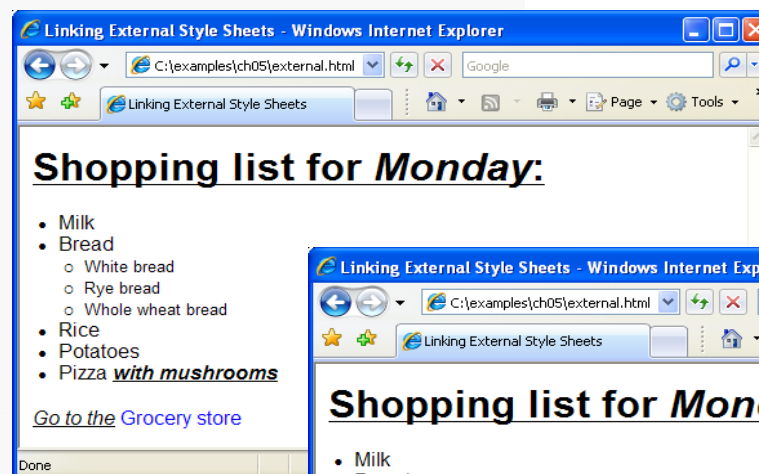 Linking External Style Sheets - Windows Internet Explorer
C:\examples\ch05\external.html
Google
Linking External Style Sheets
Page
Tools
Shopping list for Monday:
• Milk
• Bread
o White bread
o Rye bread
o Whole wheat bread
• Rice
• Potatoes
• Pizza with mushrooms
Go to the Grocery store
Done
Linking External Style Sheets - Windows Internet Exp
C:\examples\ch05\external.html
Linking External Style Sheets
Shopping list for Mon
• Milk